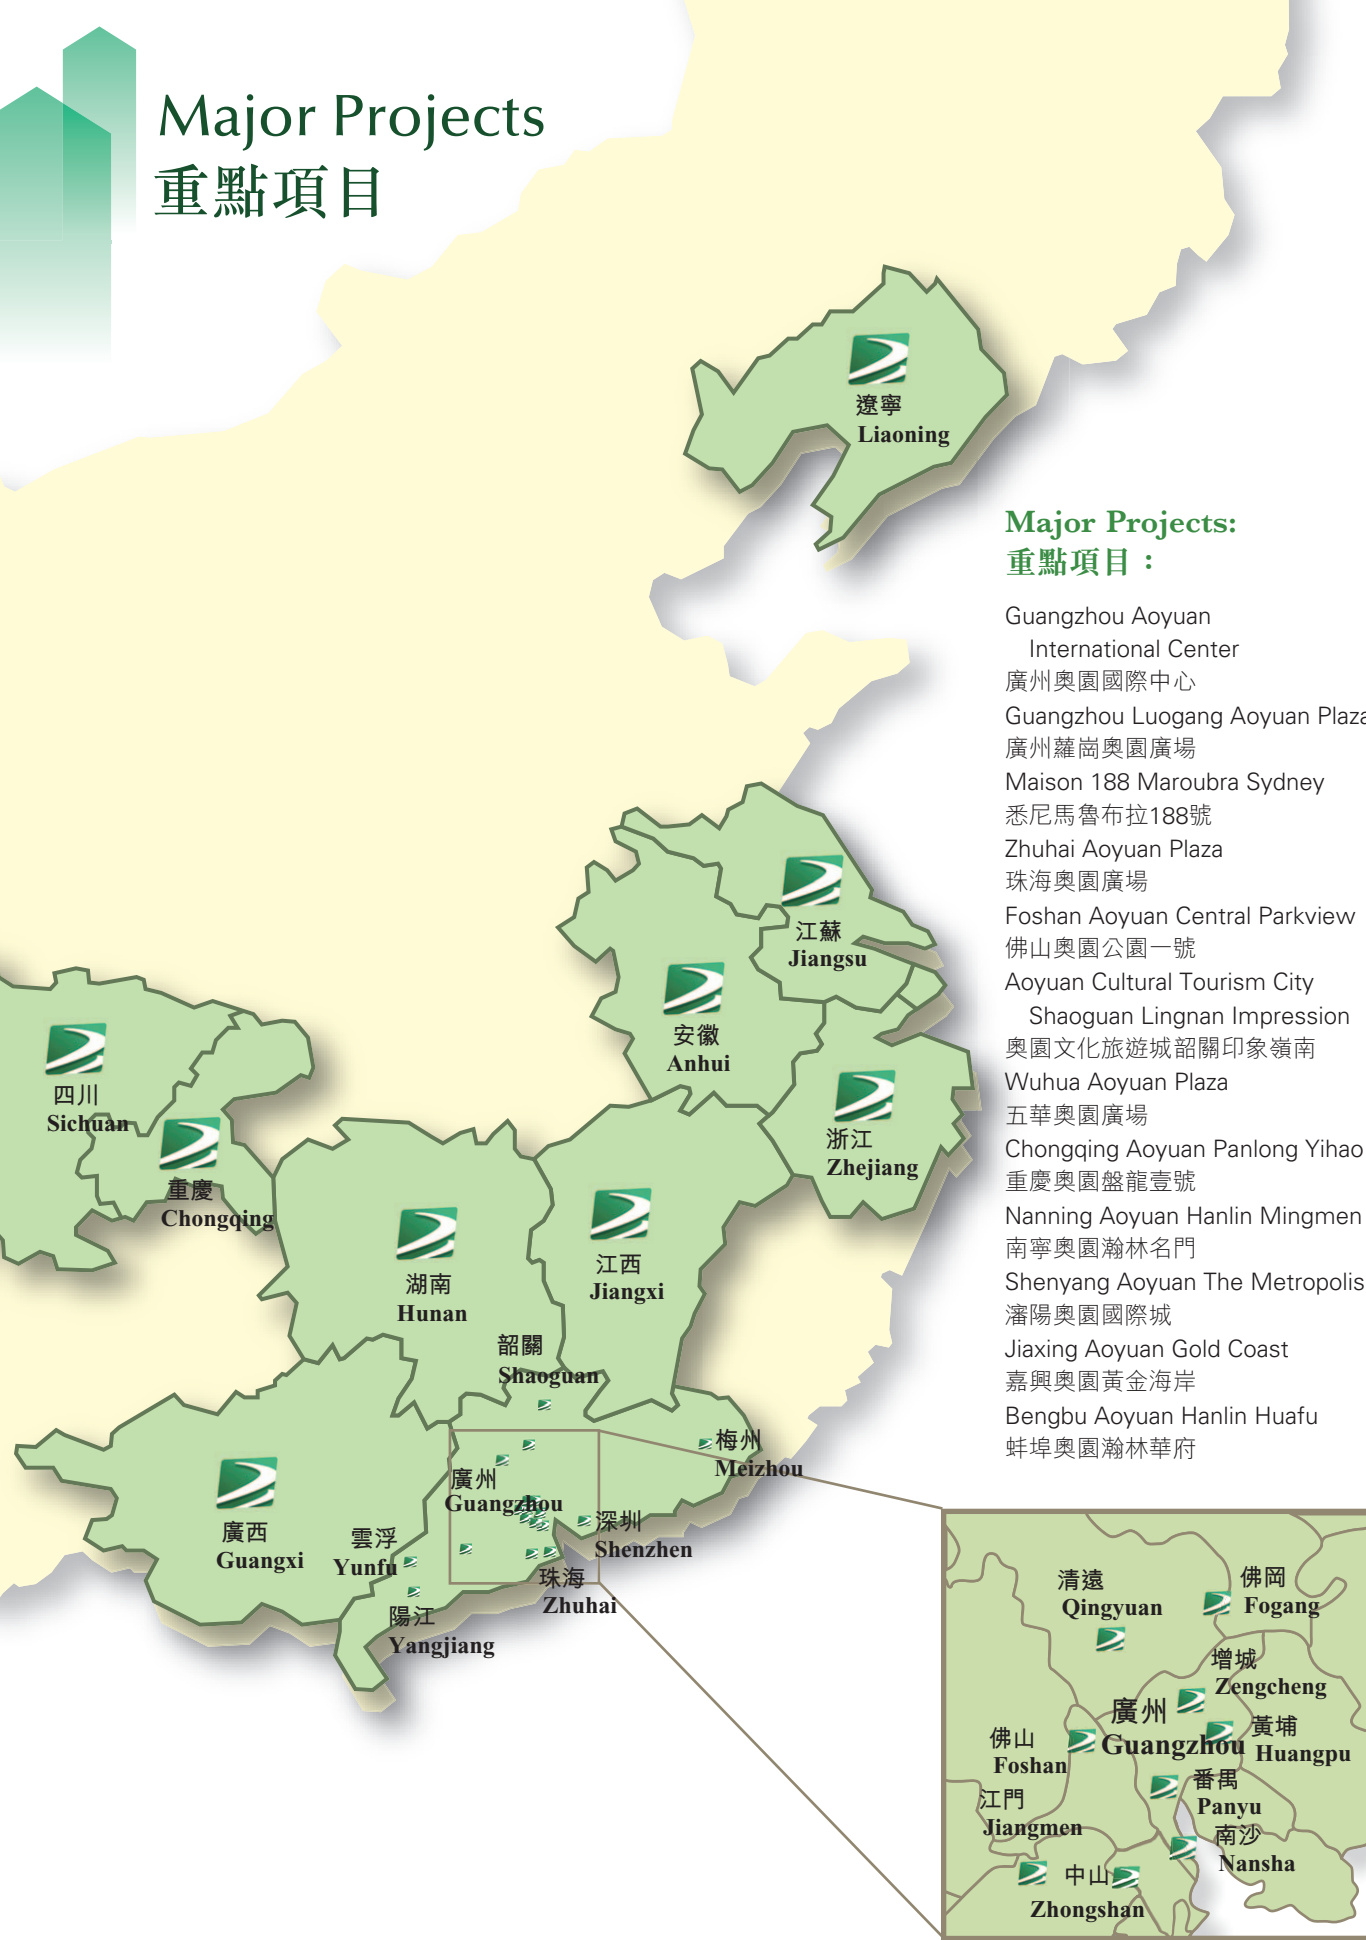 Major Projects
重點項目
遼寧
Liaoning
Major Projects:
重點項目：
Guangzhou Aoyuan
International Center
廣州奧園國際中心
Guangzhou Luogang Aoyuan Plaza
廣州蘿崗奧園廣場
Maison 188 Maroubra Sydney
悉尼馬魯布拉188號
Zhuhai Aoyuan Plaza
珠海奧園廣場
Foshan Aoyuan Central Parkview
佛山奧園公園一號
Aoyuan Cultural Tourism City
Shaoguan Lingnan Impression
奧園文化旅遊城韶關印象嶺南
Wuhua Aoyuan Plaza
五華奧園廣場
Chongqing Aoyuan Panlong Yihao
重慶奧園盤龍壹號
Nanning Aoyuan Hanlin Mingmen
南寧奧園瀚林名門
Shenyang Aoyuan The Metropolis
瀋陽奧園國際城
Jiaxing Aoyuan Gold Coast
嘉興奧園黃金海岸
Bengbu Aoyuan Hanlin Huafu
蚌埠奧園瀚林華府
江蘇
Jiangsu
安徽
Anhui
四川
Sichuan
浙江
Zhejiang
重慶
Chongqing
江西
Jiangxi
湖南
Hunan
韶關
Shaoguan
梅州
Meizhou
廣州
Guangzhou
深圳
Shenzhen
廣西
Guangxi
雲浮
Yunfu
珠海
Zhuhai
陽江
Yangjiang
清遠
Qingyuan
佛岡
Fogang
增城
Zengcheng
廣州
Guangzhou
黃埔
Huangpu
佛山
Foshan
番禺
Panyu
江門
Jiangmen
南沙
Nansha
中山
Zhongshan